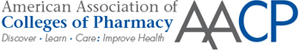 American Association of
Colleges of Pharmacy
Discover · Learn · Care : Improve Health
AACP